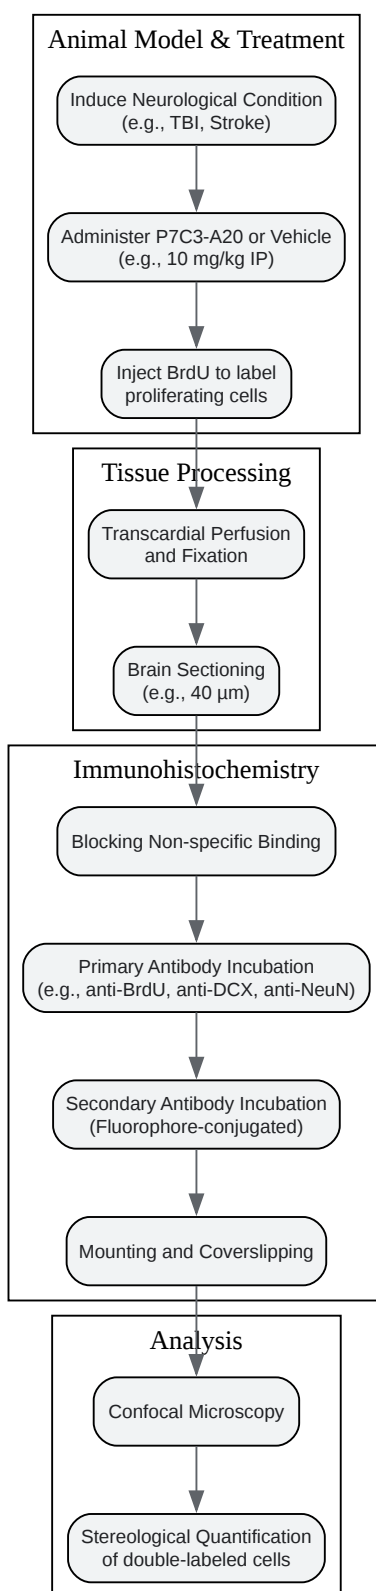 Animal Model & Treatment
Induce Neurological Condition
(e.g., TBI, Stroke)
Administer P7C3-A20 or Vehicle
(e.g., 10 mg/kg IP)
Inject BrdU to label
proliferating cells
Tissue Processing
Transcardial Perfusion
and Fixation
Brain Sectioning
(e.g., 40 µm)
Immunohistochemistry
Blocking Non-specific Binding
Primary Antibody Incubation
(e.g., anti-BrdU, anti-DCX, anti-NeuN)
Secondary Antibody Incubation
(Fluorophore-conjugated)
Mounting and Coverslipping
Analysis
Confocal Microscopy
Stereological Quantification
of double-labeled cells